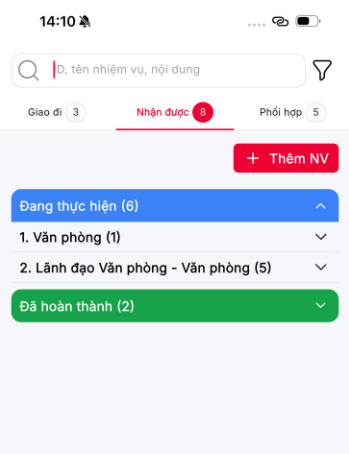 14:10
D, tên nhiệm vụ, nội dung
Giao đi 3
Nhận được 8
Phối hợp 5
+ Thêm NV
Đang thực hiện (6)
1. Văn phòng (1)
2. Lãnh đạo Văn phòng - Văn phòng (5)
Đã hoàn thành (2)